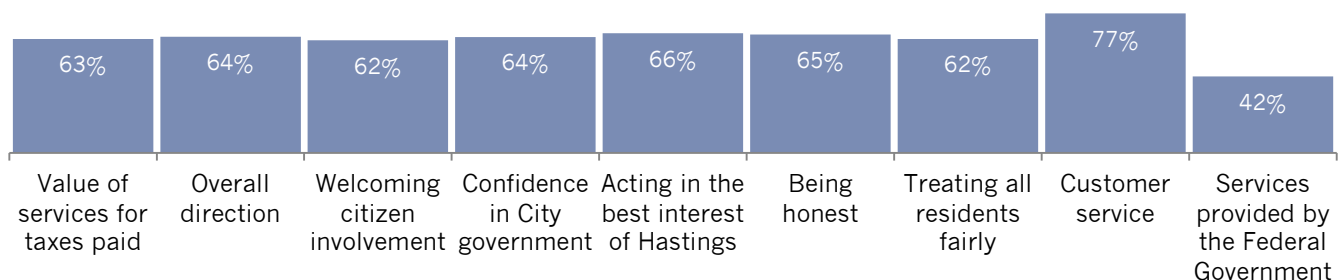 63%
64%
62%
64%
66%
65%
62%
77%
42%
Value of
services for
taxes paid
Overall
direction
Welcoming
citizen
involvement
Confidence
in City
government
Acting in the
best interest
of Hastings
Being
honest
Treating all
residents
fairly
Customer
service
Services
provided by
the Federal
Government